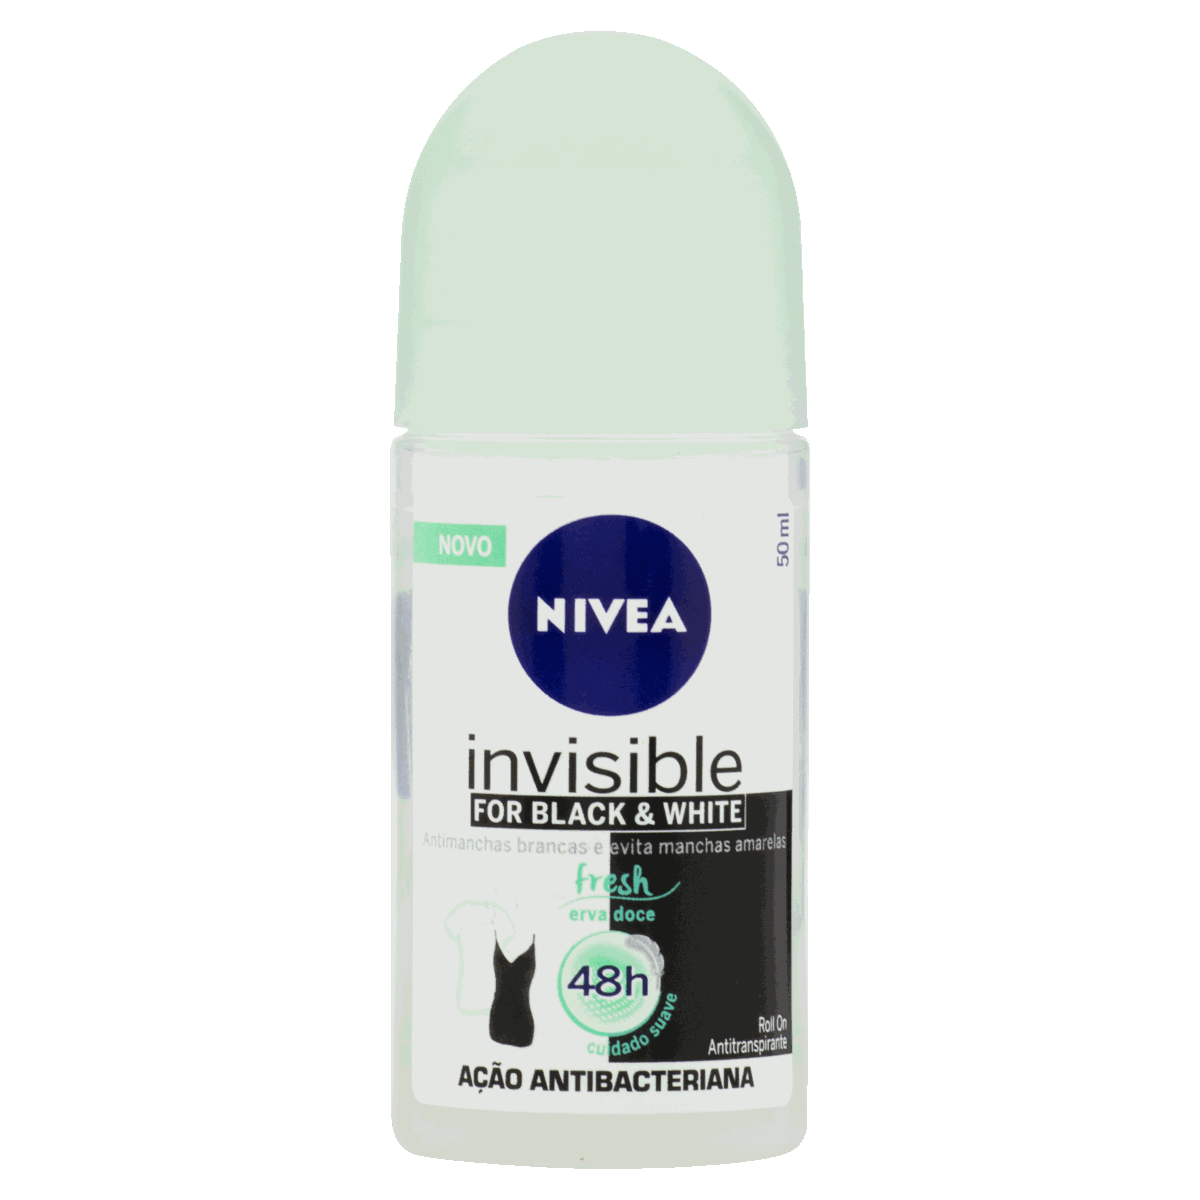 NOVO
50 ml
NIVEA
invisible
FOR BLACK & WHITE
Antimanchas brancas e evita manchas amarelas
fresh
erva doce
48h
cuidado suave
Roll On
Antitranspirante
AÇÃO ANTIBACTERIANA